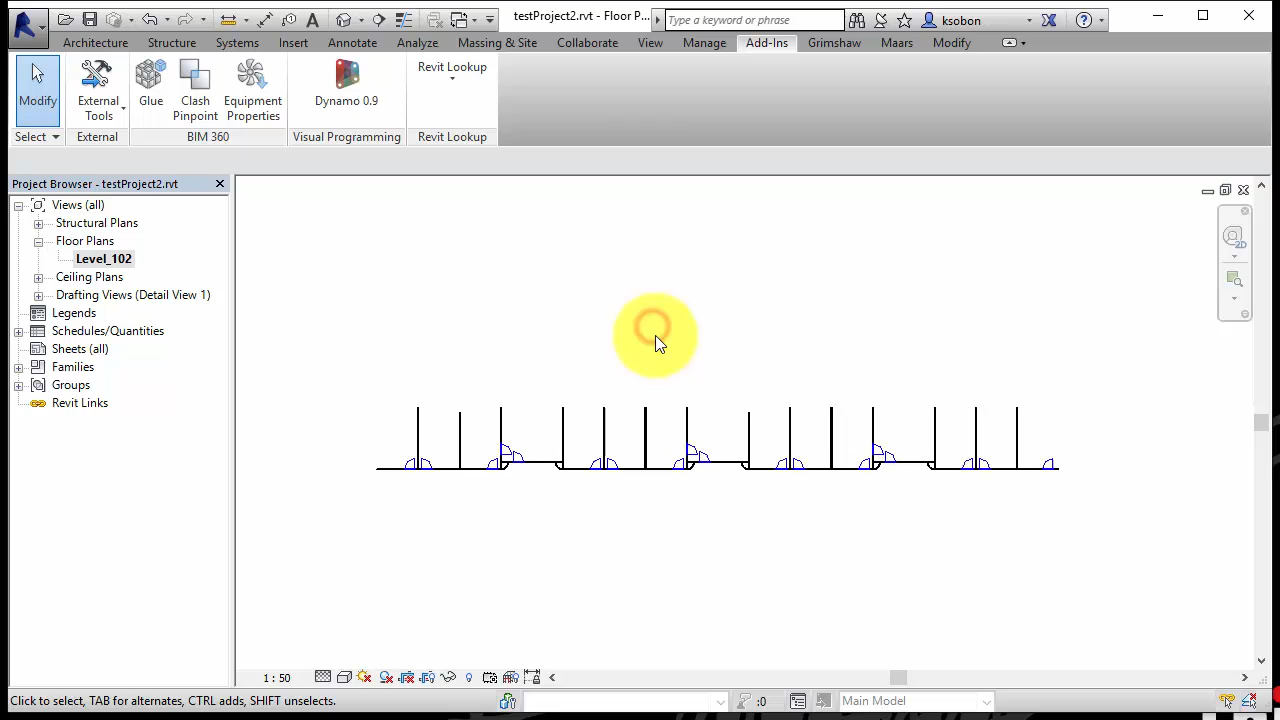 testProject2.rvt - Floor P...
Type a keyword or phrase
ksobon
Architecture Structure Systems Insert Annotate Analyze Massing & Site Collaborate View Manage Add-Ins Grimshaw Maars Modify
Modify
External Tools
Glue
Clash Pinpoint
Equipment Properties
Dynamo 0.9
Revit Lookup
Select External BIM 360 Visual Programming Revit Lookup
Project Browser - testProject2.rvt
Views (all)
Structural Plans
Floor Plans
Level_102
Ceiling Plans
Drafting Views (Detail View 1)
Legends
Schedules/Quantities
Sheets (all)
Families
Groups
Revit Links
2D
1 : 50
Click to select, TAB for alternates, CTRL adds, SHIFT unselects.
:0
Main Model